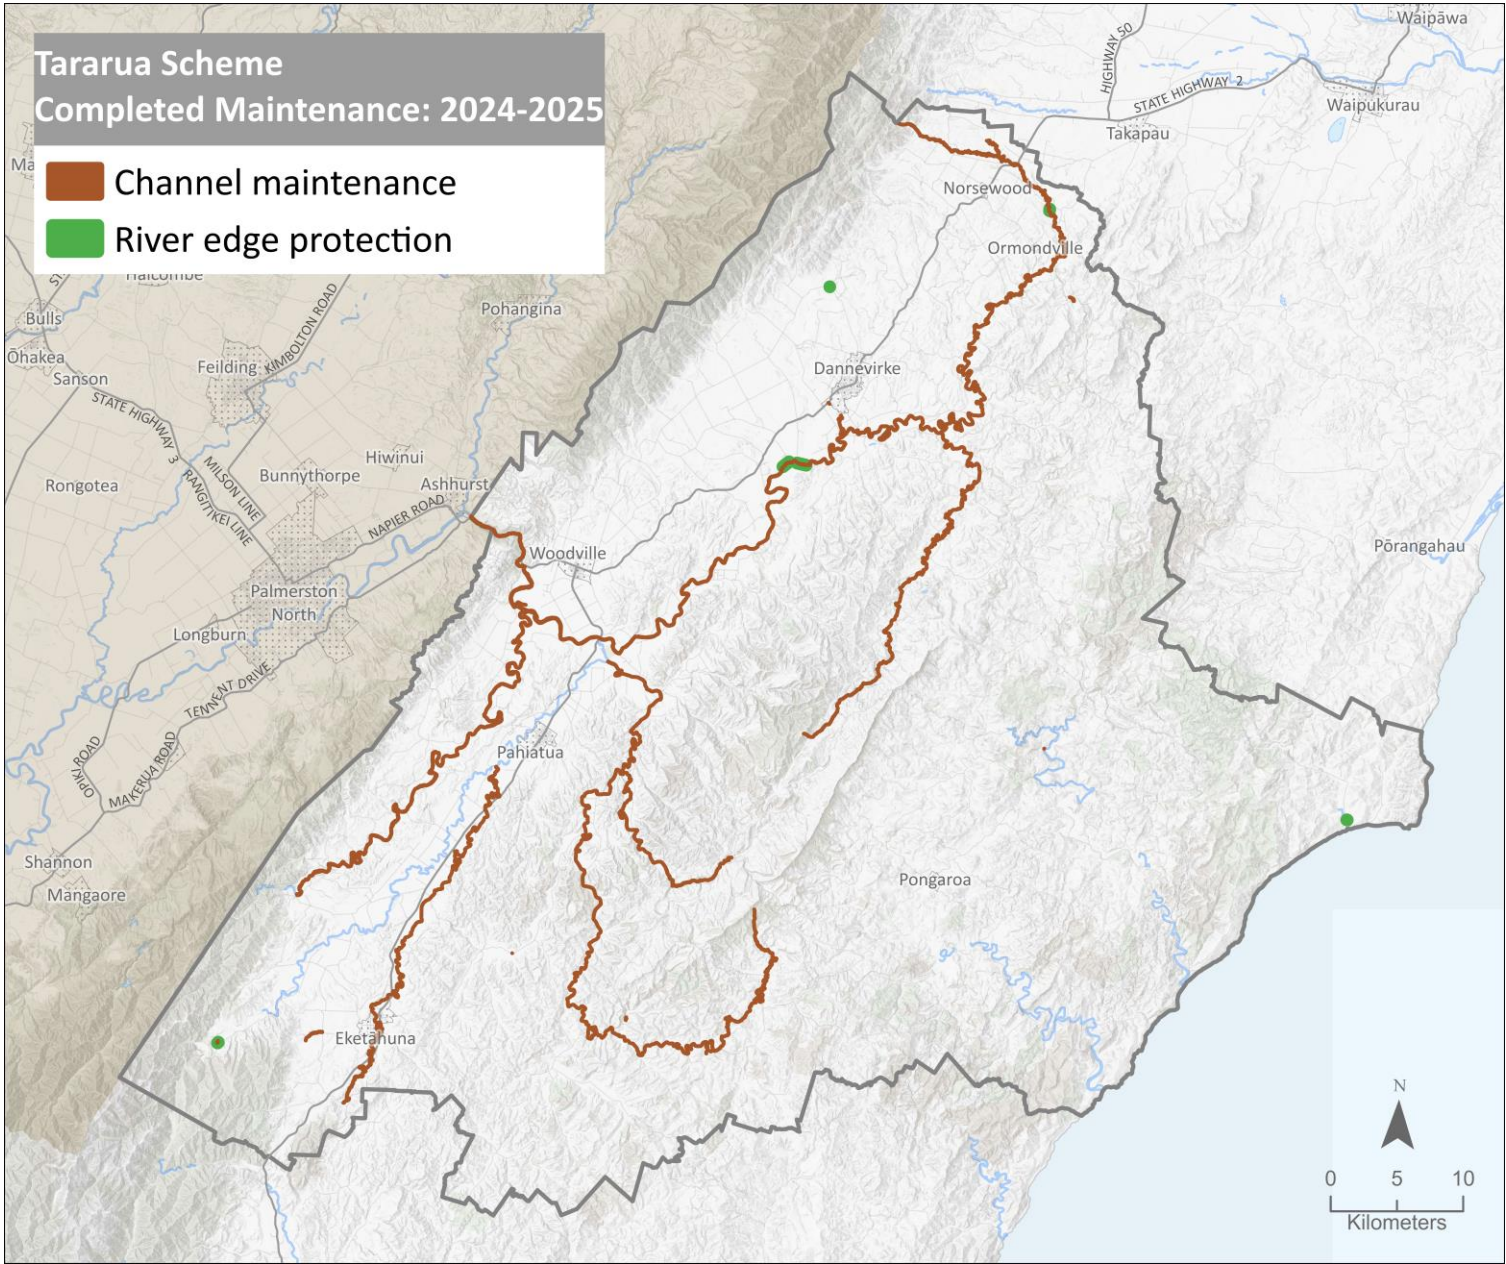 Tararua Scheme
Completed Maintenance: 2024-2025
Channel maintenance
River edge protection
Waipāwa
HIGHWAY 50
STATE HIGHWAY 2
Waipukurau
Takapau
Norsewood
Ormondville
Pohangina
Bulls
Ōhakea
Sanson
Feilding
KIMBOLTON ROAD
Dannevirke
STATE HIGHWAY 3
Hiwinui
Bunnythorpe
Ashhurst
Rongotea
MILSON LINE
RANGITIKEI LINE
NAPIER ROAD
Woodville
Pōrangahau
Palmerston
North
Longburn
TENNENT DRIVE
Pahiatua
OPIKI ROAD
MAKERUA ROAD
Shannon
Mangaore
Pongaroa
Eketāhuna
N
0 5 10
Kilometers